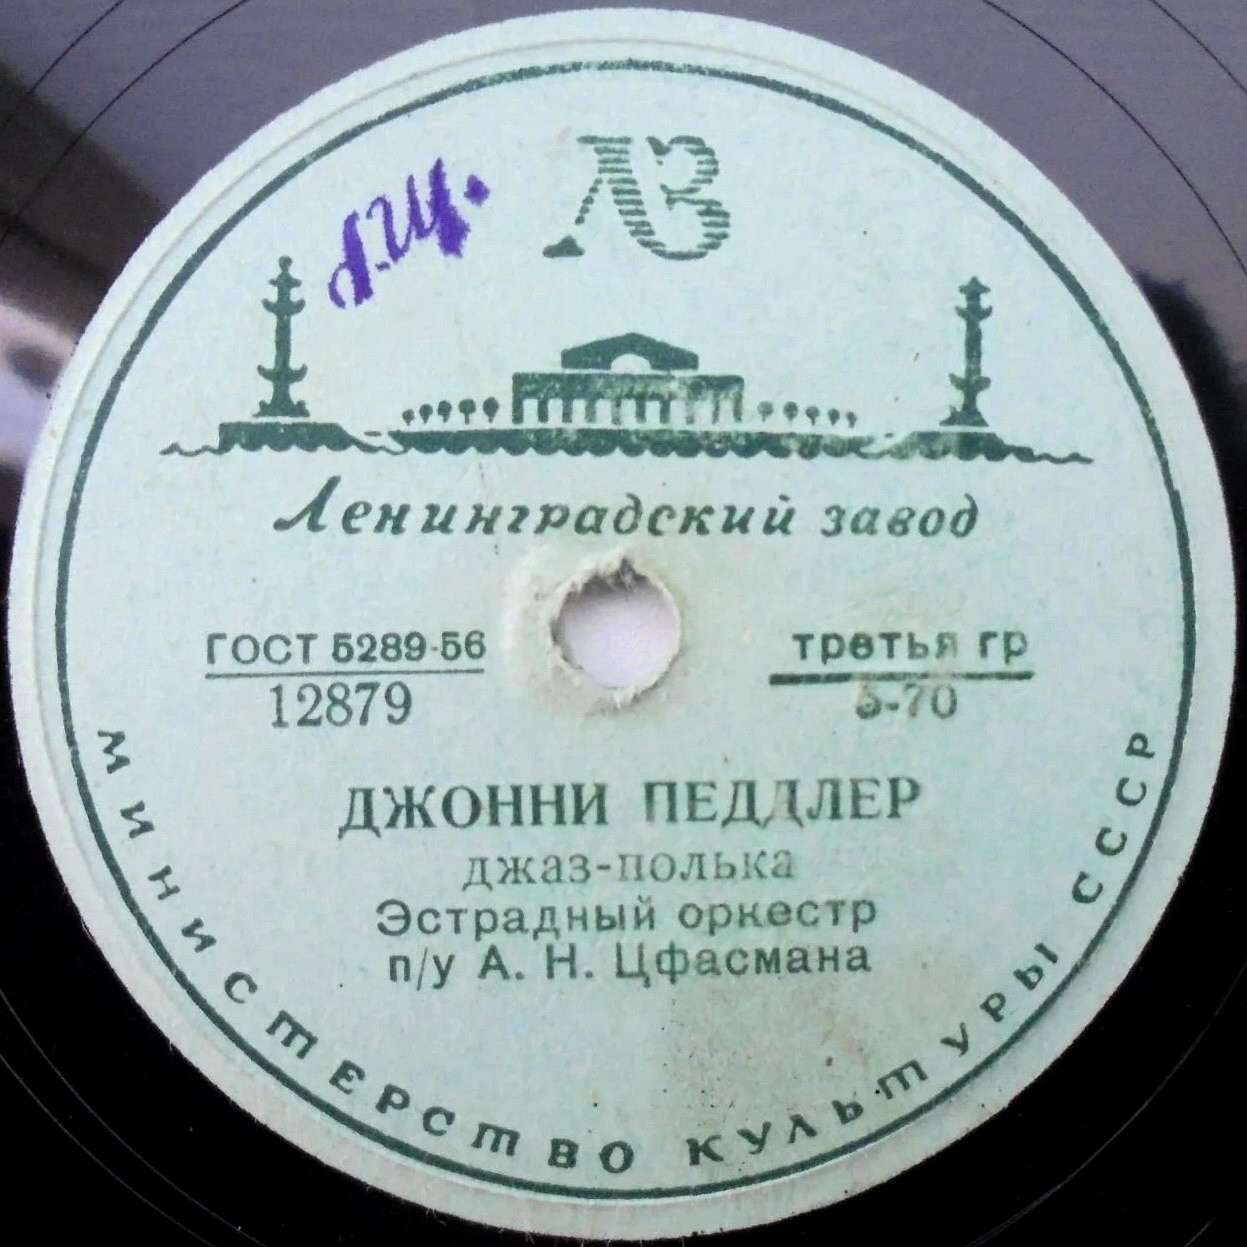 ЛЗ
Ленинградский завод
ГОСТ 5289-56
12879
третья гр
5-70
ДЖОННИ ПЕДДЛЕР
джаз-полька
Эстрадный оркестр
п/у А. Н. Цфасмана
МИНИСТЕРСТВО КУЛЬТУРЫ СССР